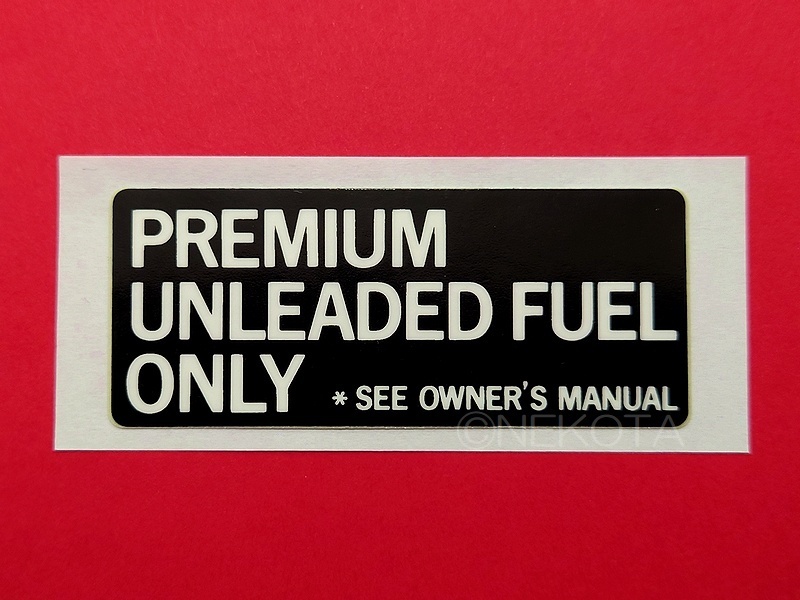 PREMIUM
UNLEADED FUEL
ONLY * SEE OWNER'S MANUAL
©NEKOTA